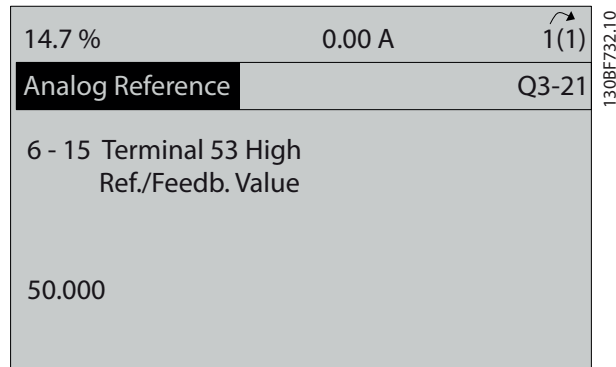 14.7 % 0.00 A 1(1)
Analog Reference Q3-21
6 - 15 Terminal 53 High
Ref./Feedb. Value
50.000
130BF732.10